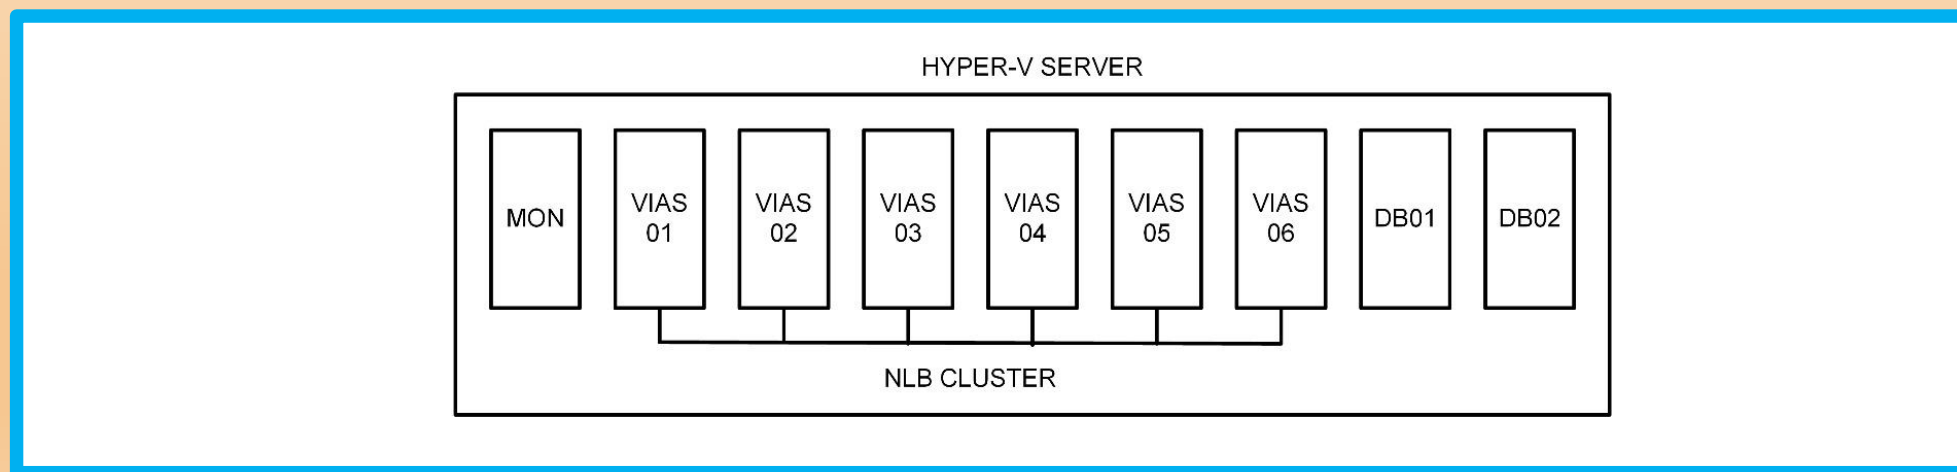 HYPER-V SERVER
MON
VIAS
01
VIAS
02
VIAS
03
VIAS
04
VIAS
05
VIAS
06
DB01
DB02
NLB CLUSTER